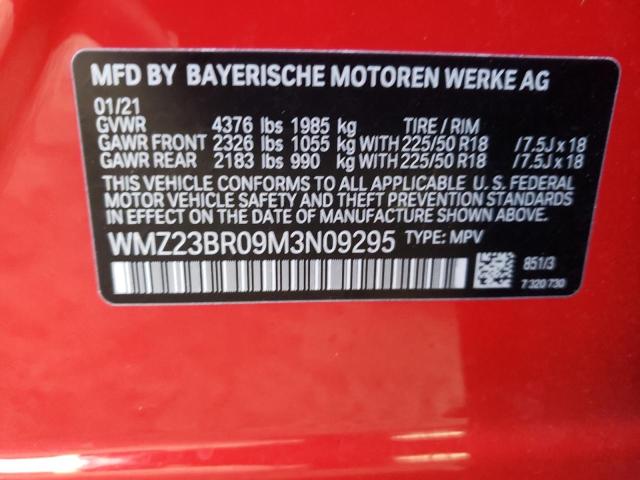 MFD BY BAYERISCHE MOTOREN WERKE AG
01/21
GVWR 4376 lbs 1985 kg TIRE / RIM
GAWR FRONT 2326 lbs 1055 kg WITH 225/50 R18 /7.5J x 18
GAWR REAR 2183 lbs 990 kg WITH 225/50 R18 /7.5J x 18
THIS VEHICLE CONFORMS TO ALL APPLICABLE U. S. FEDERAL
MOTOR VEHICLE SAFETY, BUMPER, AND THEFT PREVENTION
STANDARDS IN EFFECT ON THE DATE OF MANUFACTURE SHOWN ABOVE.
WMZ23BR09M3N09295 TYPE: MPV
851/3
7 320 730